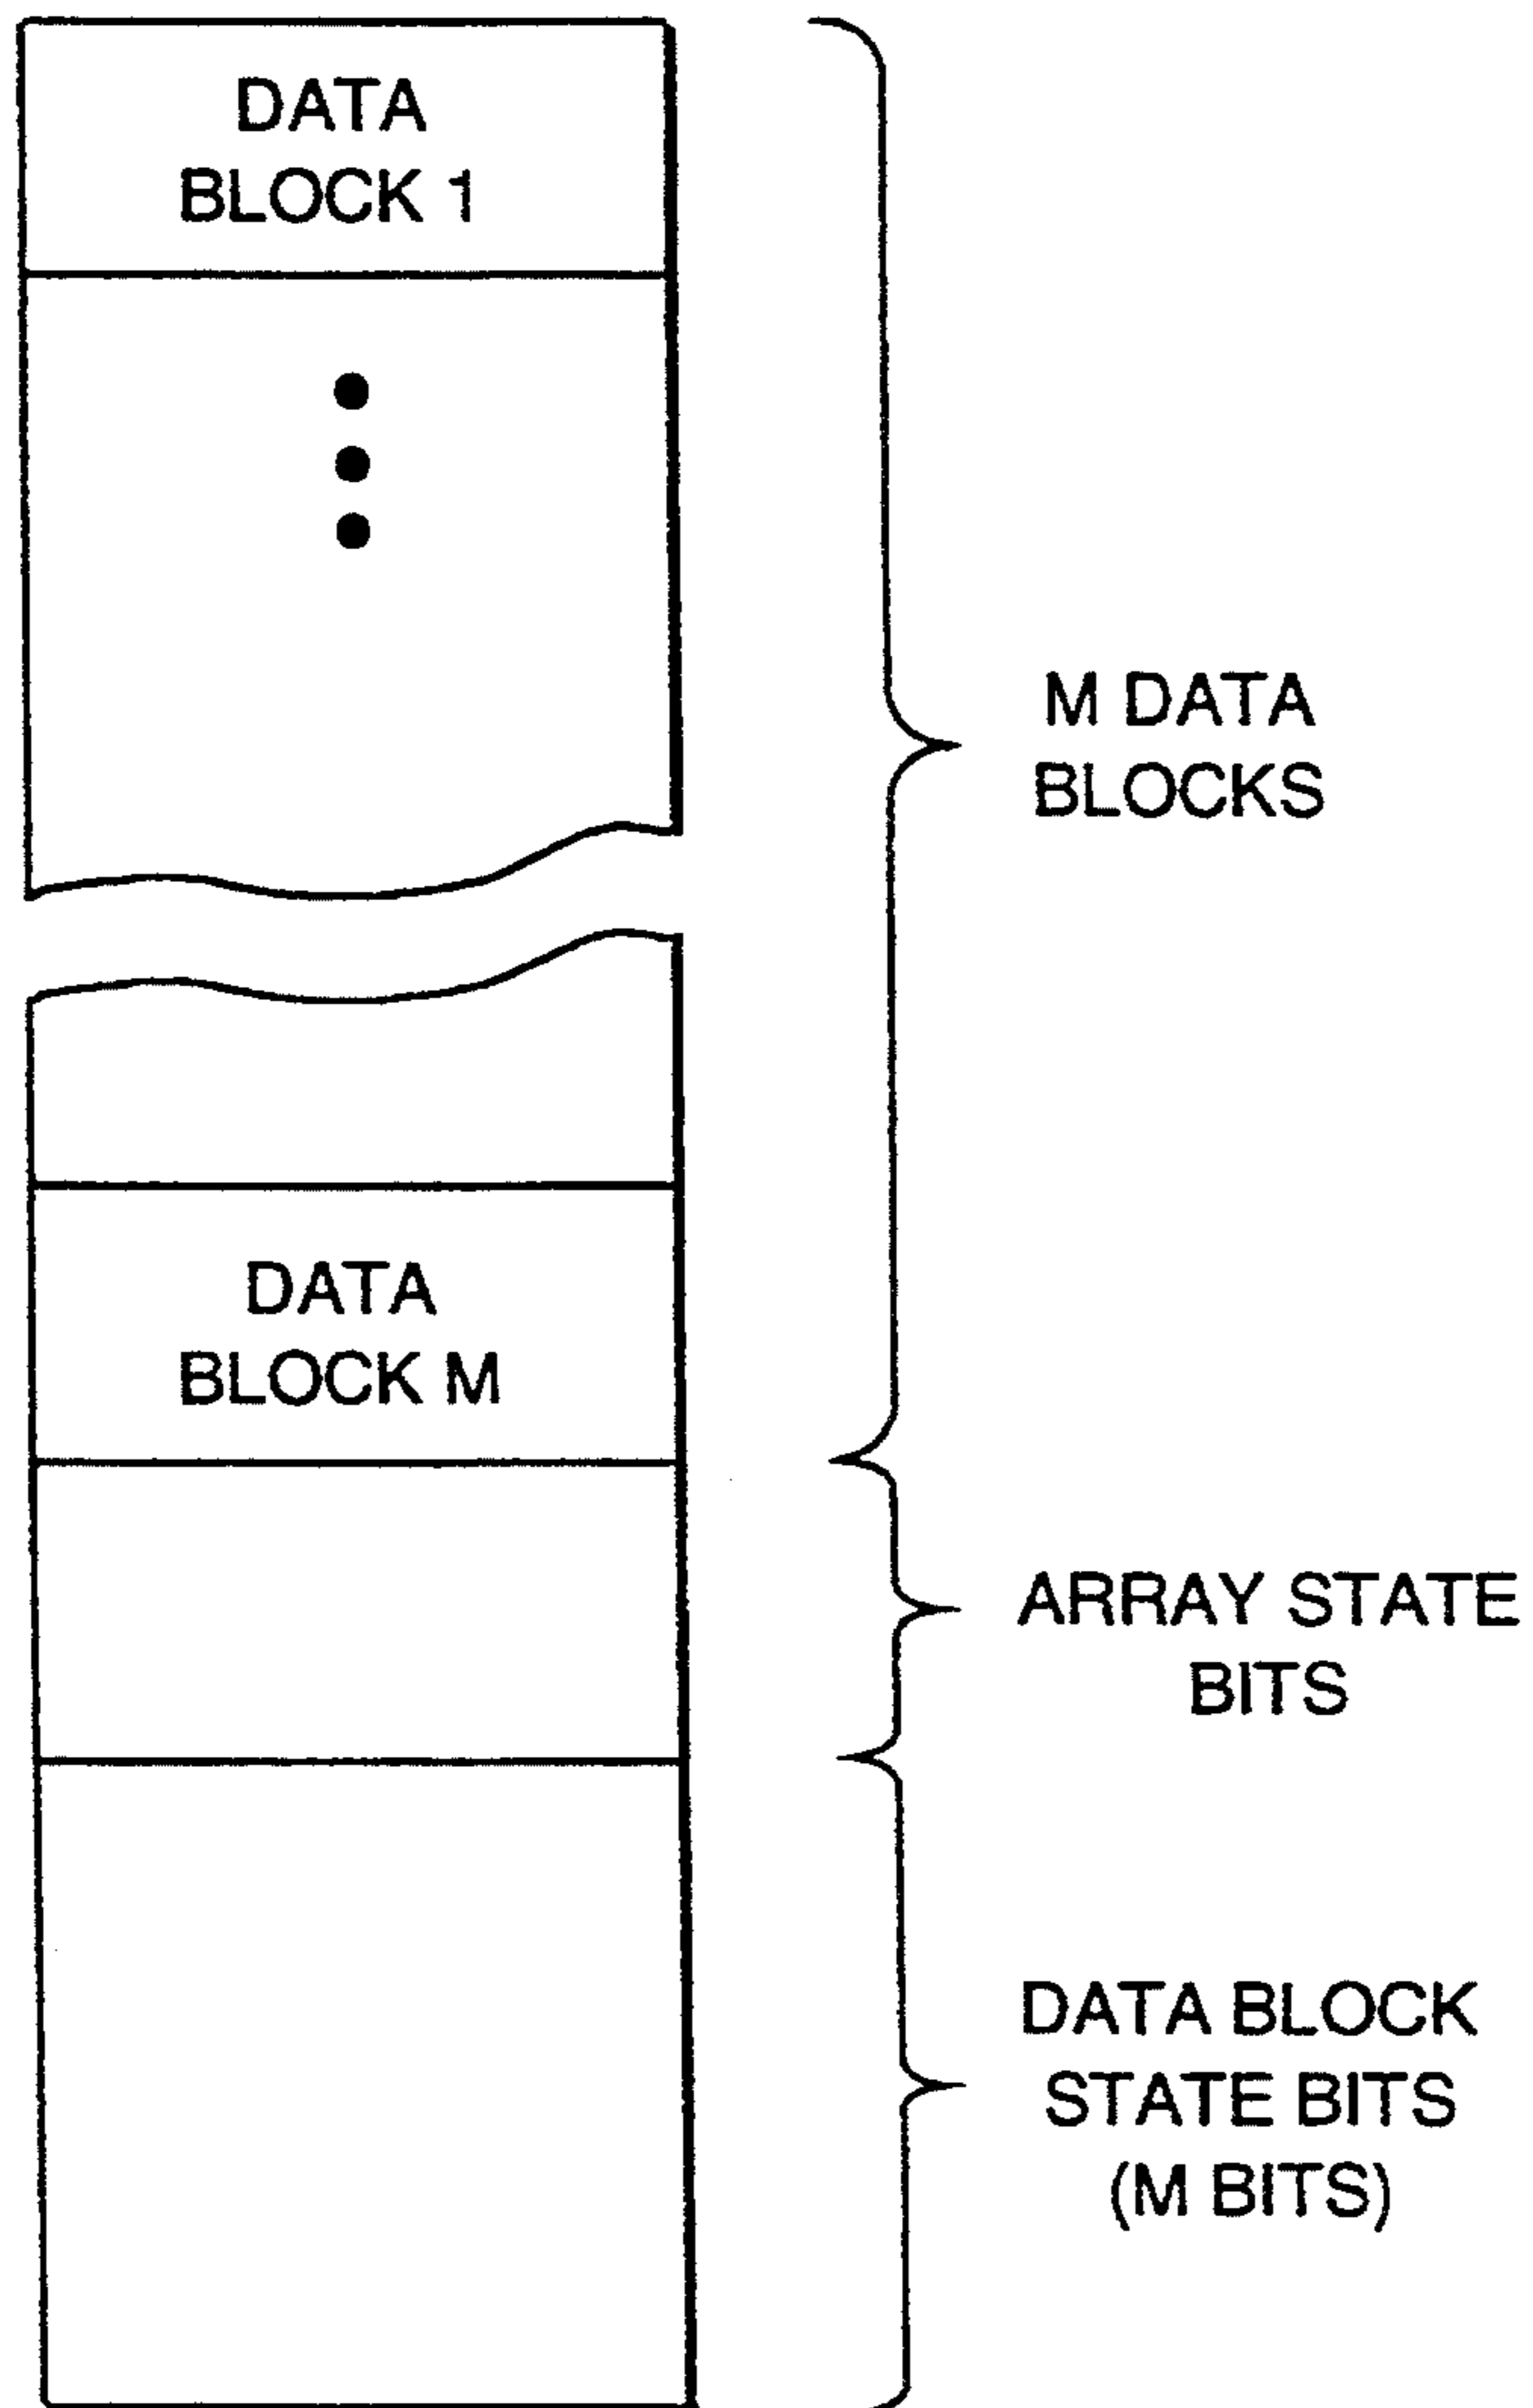 DATA
BLOCK 1
M DATA
BLOCKS
DATA
BLOCK M
ARRAY STATE
BITS
DATA BLOCK
STATE BITS
(M BITS)